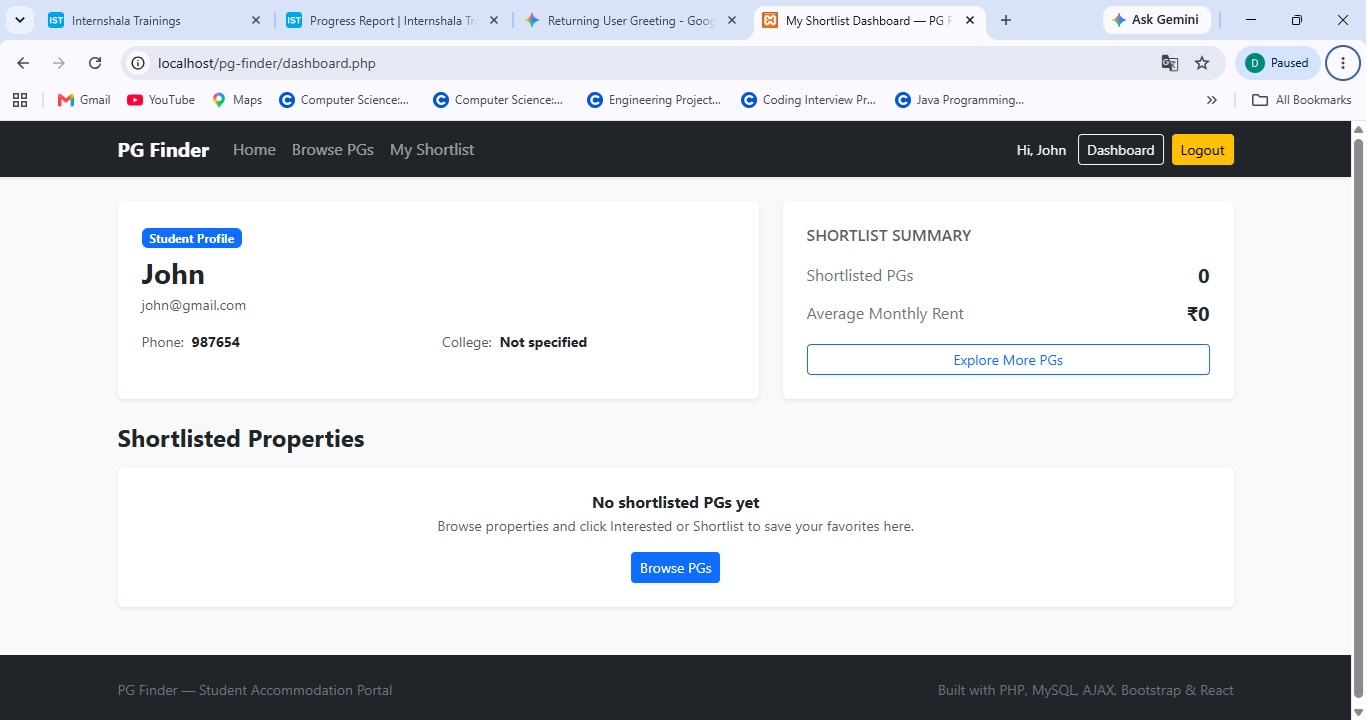 IST Internshala Trainings
IST Progress Report | Internshala Tr
Returning User Greeting - Goog
My Shortlist Dashboard — PG F
Ask Gemini
localhost/pg-finder/dashboard.php
D Paused
Gmail YouTube Maps Computer Science:... Computer Science:... Engineering Project... Coding Interview Pr... Java Programming... » All Bookmarks
PG Finder Home Browse PGs My Shortlist Hi, John Dashboard Logout
Student Profile
John
john@gmail.com
Phone: 987654 College: Not specified
SHORTLIST SUMMARY
Shortlisted PGs 0
Average Monthly Rent ₹0
Explore More PGs
Shortlisted Properties
No shortlisted PGs yet
Browse properties and click Interested or Shortlist to save your favorites here.
Browse PGs
PG Finder — Student Accommodation Portal Built with PHP, MySQL, AJAX, Bootstrap & React